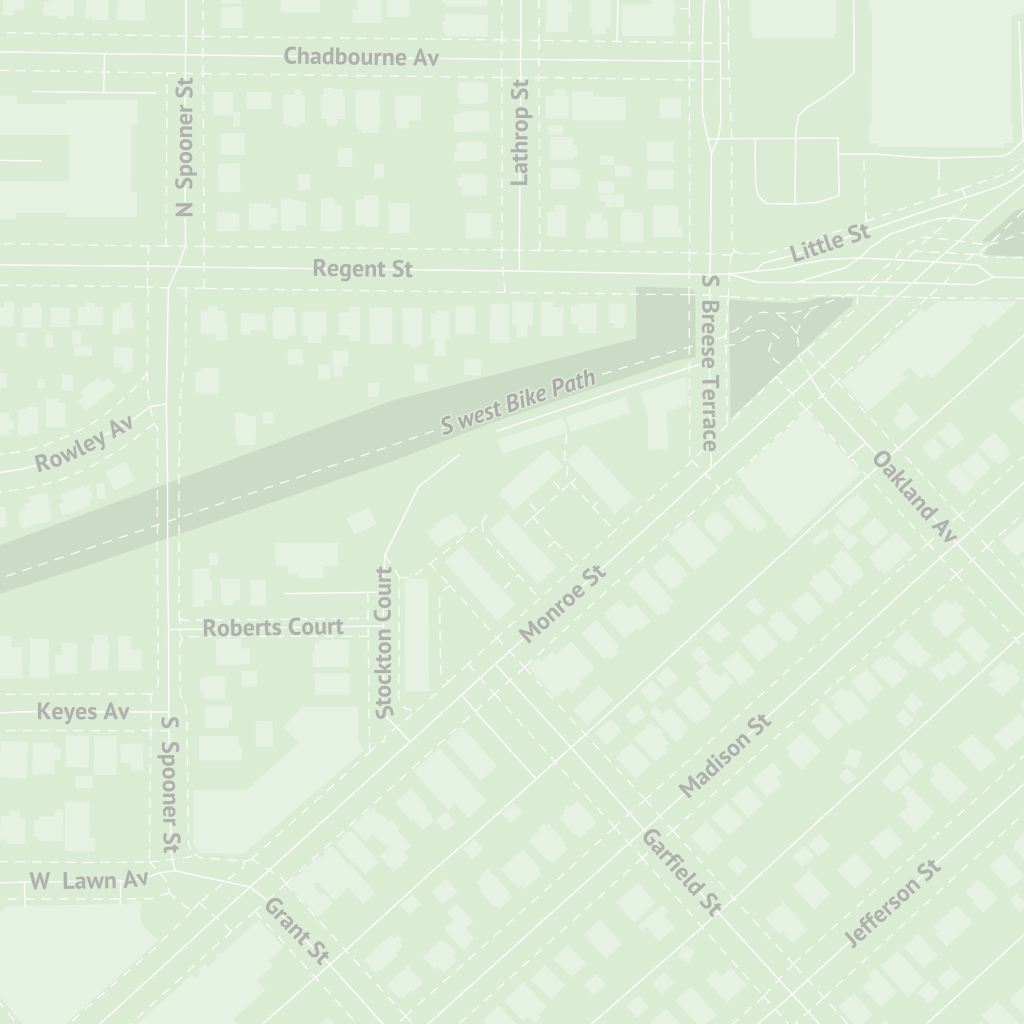 Chadbourne Av
N Spooner St
Lathrop St
Little St
Regent St
S Breese Terrace
S west Bike Path
Rowley Av
Oakland Av
Monroe St
Stockton Court
Roberts Court
Keyes Av
S Spooner St
Madison St
Garfield St
W Lawn Av
Jefferson St
Grant St